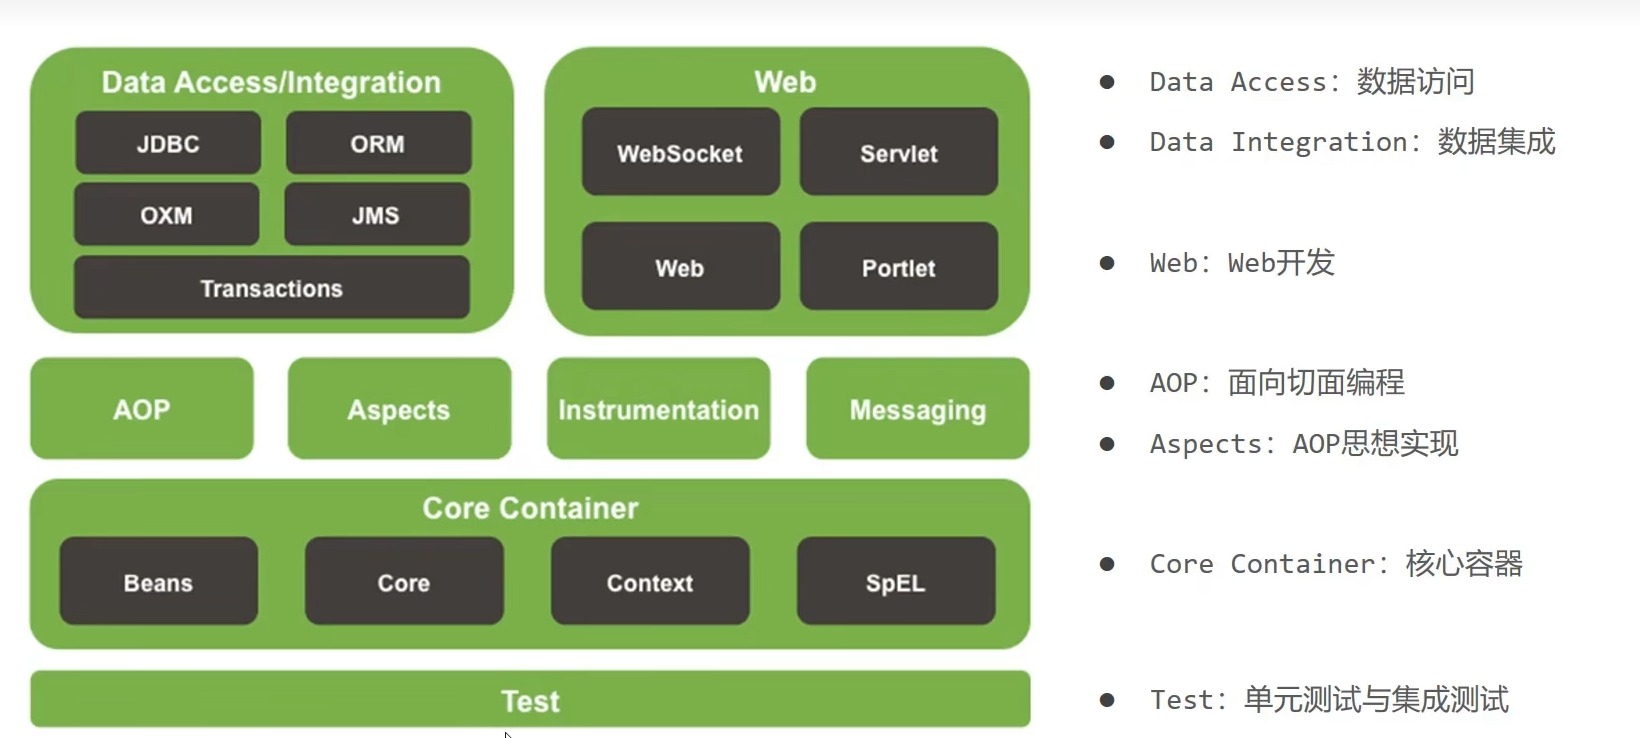 Data Access/Integration
JDBC
ORM
OXM
JMS
Transactions
Web
WebSocket
Servlet
Web
Portlet
AOP
Aspects
Instrumentation
Messaging
Core Container
Beans
Core
Context
SpEL
Test
● Data Access：数据访问
● Data Integration：数据集成
● Web：Web开发
● AOP：面向切面编程
● Aspects：AOP思想实现
● Core Container：核心容器
● Test：单元测试与集成测试